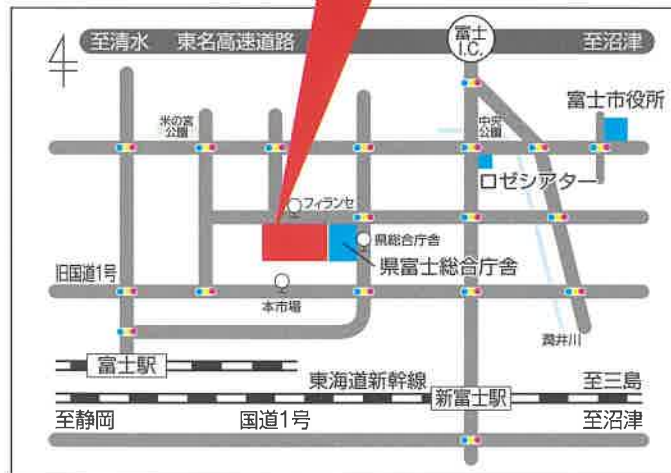 至清水
東名高速道路
富士
I.C.
至沼津
富士市役所
米の宮
公園
中央
公園
ロゼシアター
フィランセ
県総合庁舎
県富士総合庁舎
旧国道1号
本市場
潤井川
富士駅
東海道新幹線
至三島
新富士駅
至静岡
国道1号
至沼津